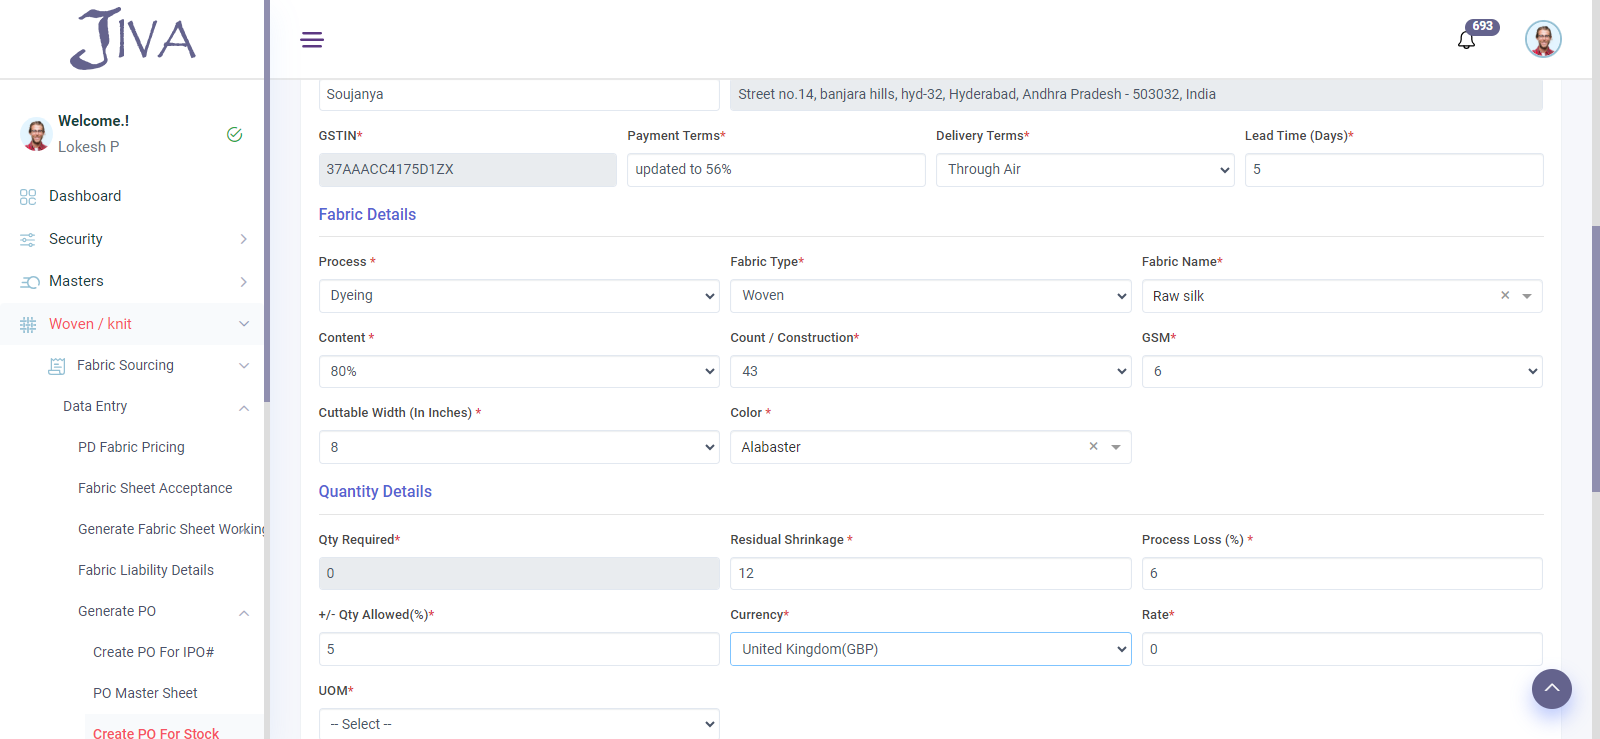 JIVA
693
Welcome.!
Lokesh P
Dashboard
Security
Masters
Woven / knit
Fabric Sourcing
Data Entry
PD Fabric Pricing
Fabric Sheet Acceptance
Generate Fabric Sheet Working
Fabric Liability Details
Generate PO
Create PO For IPO#
PO Master Sheet
Create PO For Stock
Soujanya
Street no.14, banjara hills, hyd-32, Hyderabad, Andhra Pradesh - 503032, India
GSTIN* Payment Terms* Delivery Terms* Lead Time (Days)*
37AAACC4175D1ZX updated to 56% Through Air 5
Fabric Details
Process * Fabric Type* Fabric Name*
Dyeing Woven Raw silk ×
Content * Count / Construction* GSM*
80% 43 6
Cuttable Width (In Inches) * Color *
8 Alabaster ×
Quantity Details
Qty Required* Residual Shrinkage * Process Loss (%) *
0 12 6
+/- Qty Allowed(%)* Currency* Rate*
5 United Kingdom(GBP) 0
UOM*
-- Select --